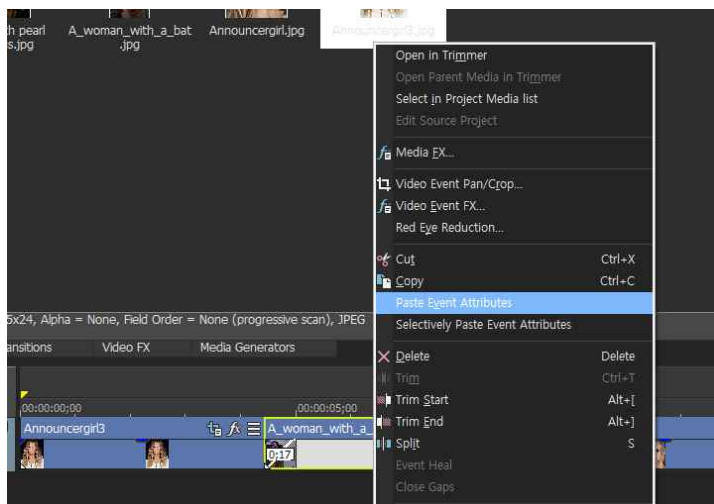 th pearl
s.jpg
A_woman_with_a_bat
.jpg
Announcergirl.jpg
Announcergirl3.jpg
Open in Trimmer
Open Parent Media in Trimmer
Select in Project Media list
Edit Source Project
Media FX...
Video Event Pan/Crop...
Video Event FX...
Red Eye Reduction...
Cut Ctrl+X
Copy Ctrl+C
Paste Event Attributes
Selectively Paste Event Attributes
Delete Delete
Trim Ctrl+T
Trim Start Alt+[
Trim End Alt+]
Split S
Event Heal
Close Gaps
5x24, Alpha = None, Field Order = None (progressive scan), JPEG
ansitions Video FX Media Generators
00:00:00;00 00:00:05;00
Announcergirl3 fx A_woman_with_a_
0;17